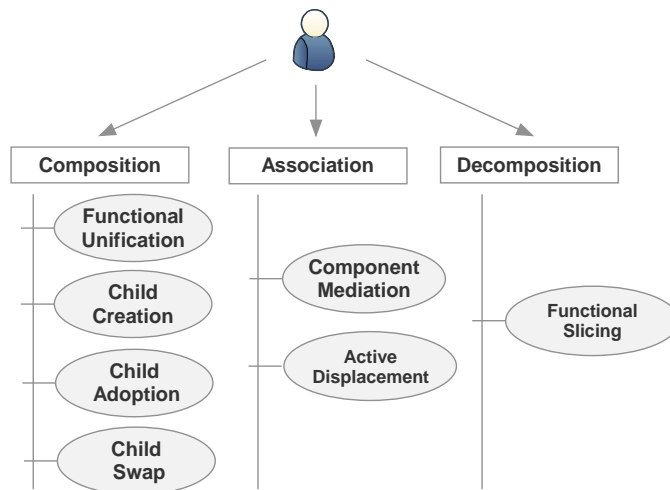 Composition
Association
Decomposition
Functional
Unification
Child
Creation
Child
Adoption
Child
Swap
Component
Mediation
Active
Displacement
Functional
Slicing